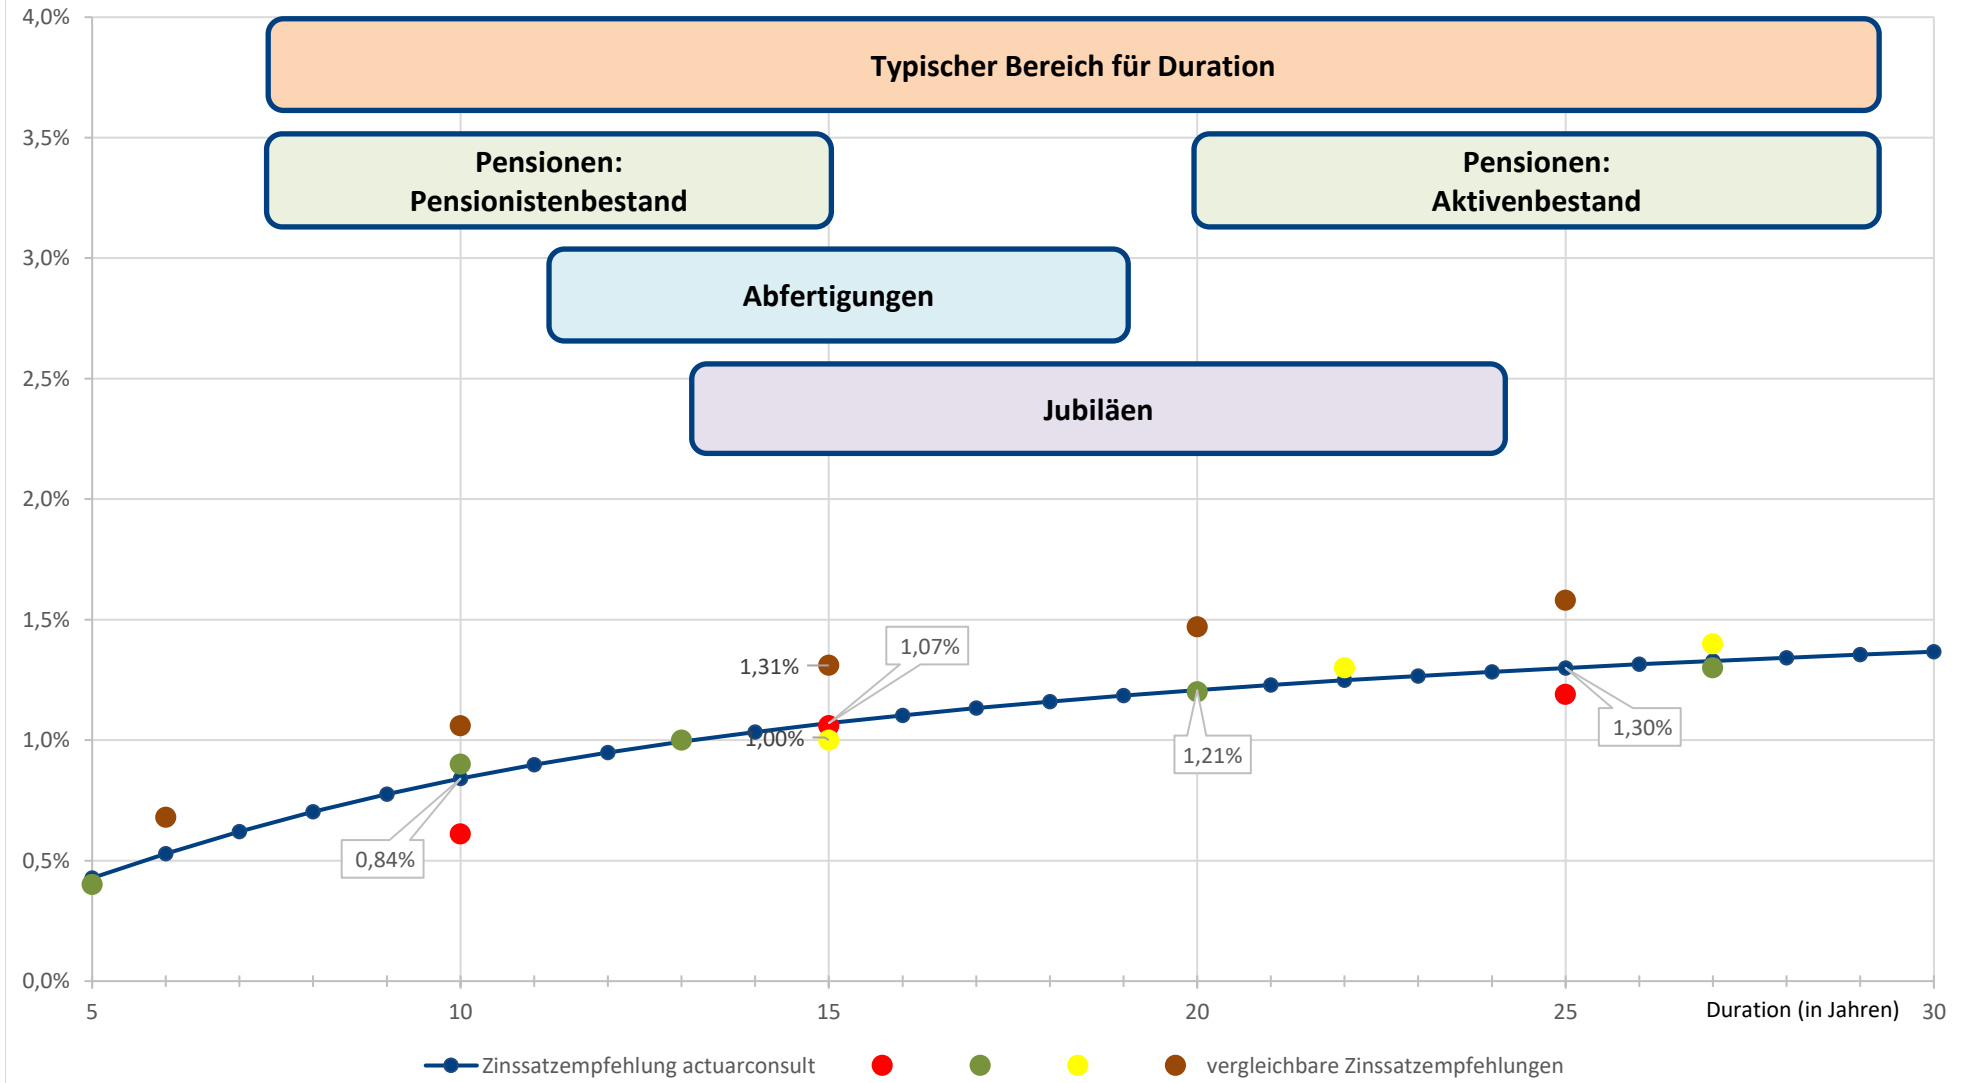 4,0%
Typischer Bereich für Duration
3,5%
Pensionen:
Pensionistenbestand
Pensionen:
Aktivenbestand
3,0%
Abfertigungen
2,5%
Jubiläen
2,0%
1,5%
1,31%
1,07%
1,0%
1,00%
1,21%
1,30%
0,84%
0,5%
0,0%
5 10 15 20 25 30
Duration (in Jahren)
Zinssatzempfehlung actuarconsult
vergleichbare Zinssatzempfehlungen